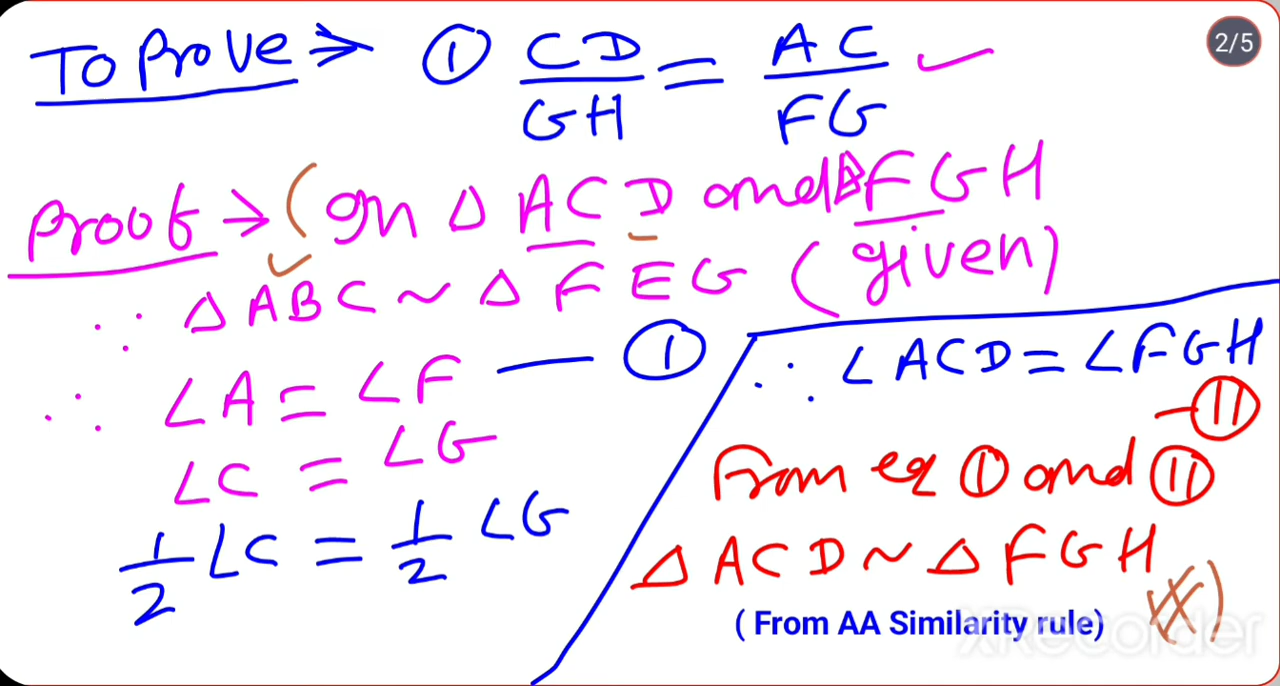 To Prove ⇒ ① CD/GH = AC/FG ✓
2/5
Proof → (In Δ ACD and Δ FGH
∵ Δ ABC ~ Δ FEG (given)
∴ ∠A = ∠F — ①
∠C = ∠G
1/2 ∠C = 1/2 ∠G
∴ ∠ACD = ∠FGH
— ⑪
From eq ① and ⑪
Δ ACD ~ Δ FGH
( From AA Similarity rule)
XRecorder